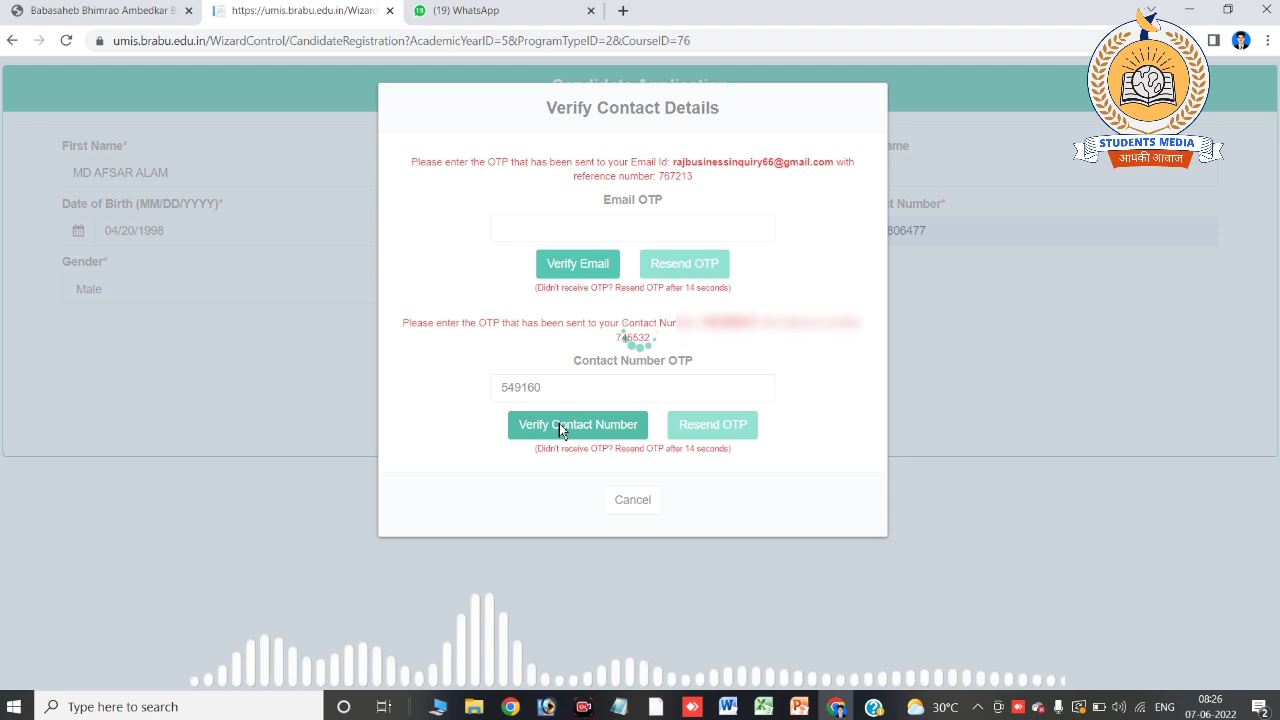 Babasaheb Bhimrao Ambedkar B
https://umis.brabu.edu.in/Wizard
(19) WhatsApp
umis.brabu.edu.in/WizardControl/CandidateRegistration?AcademicYearID=5&ProgramTypeID=2&CourseID=76
STUDENTS MEDIA
आपकी आवाज
Candidate Application
Verify Contact Details
First Name*
ame
MD AFSAR ALAM
Please enter the OTP that has been sent to your Email Id: rajbusinessinquiry66@gmail.com with
reference number: 767213
Date of Birth (MM/DD/YYYY)*
Email OTP
ct Number*
04/20/1998
806477
Gender*
Verify Email
Resend OTP
Male
(Didn't receive OTP? Resend OTP after 14 seconds)
Please enter the OTP that has been sent to your Contact Nu
745532
Contact Number OTP
549160
Verify Contact Number
Resend OTP
(Didn't receive OTP? Resend OTP after 14 seconds)
Cancel
Type here to search
30°C
ENG
08:26
07-06-2022
2